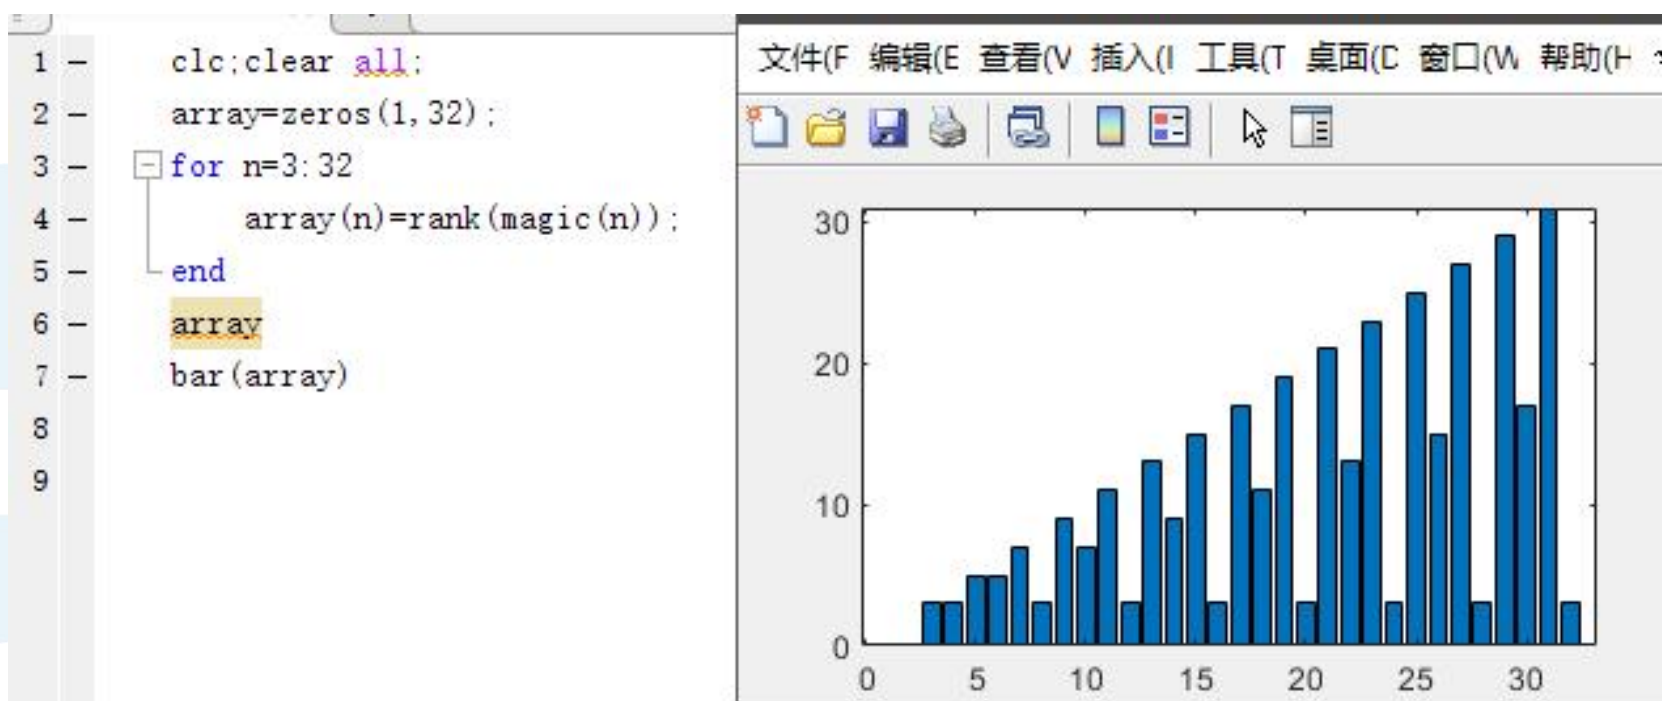 1 — clc;clear all;
2 — array=zeros(1,32);
3 — for n=3:32
4 — array(n)=rank(magic(n));
5 — end
6 — array
7 — bar(array)
8
9
文件(F 编辑(E 查看(V 插入(I 工具(T 桌面(D 窗口(W 帮助(H
30
20
10
0
0 5 10 15 20 25 30